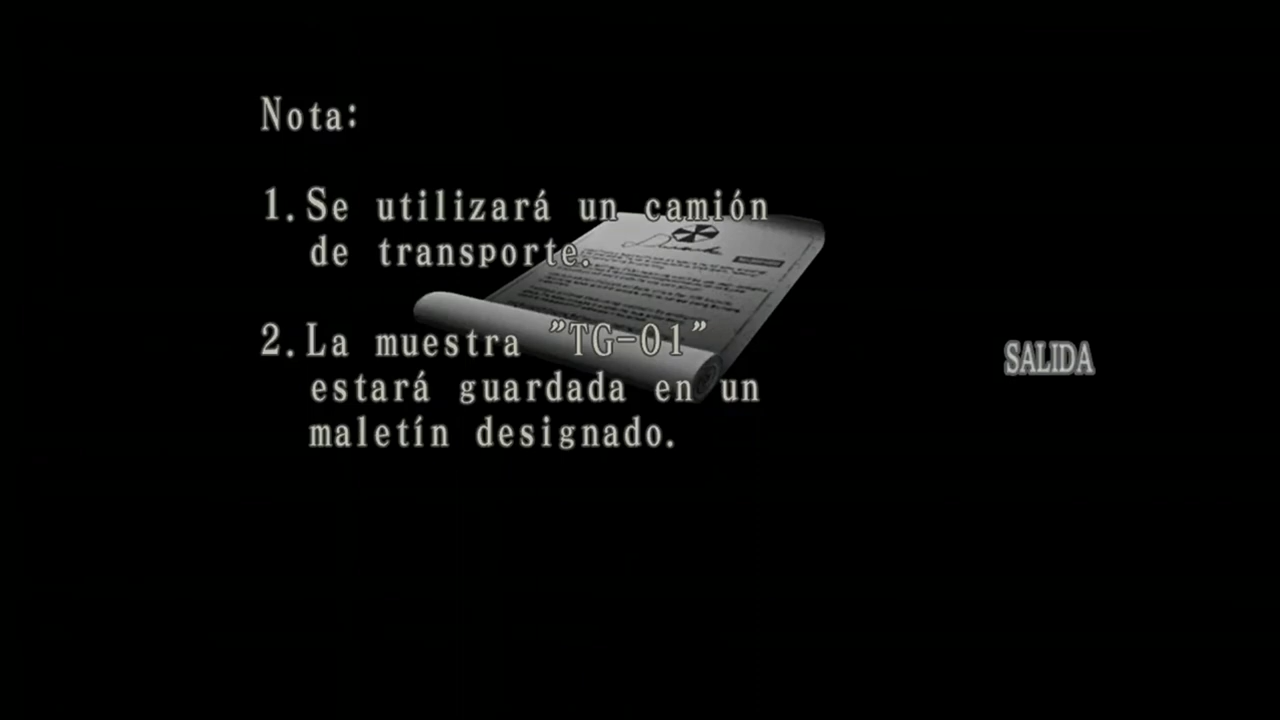 Nota:
1.Se utilizará un camión
de transporte.
2.La muestra "TG-01"
estará guardada en un
maletín designado.
SALIDA